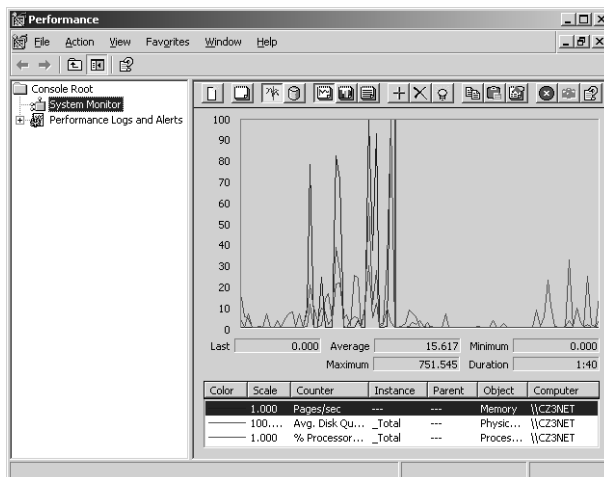 Performance
File Action View Favorites Window Help
Console Root
System Monitor
Performance Logs and Alerts
100
90
80
70
60
50
40
30
20
10
0
Last 0.000 Average 15.617 Minimum 0.000
Maximum 751.545 Duration 1:40
Color Scale Counter Instance Parent Object Computer
1.000 Pages/sec --- --- Memory \\CZ3NET
100.... Avg. Disk Qu... _Total --- Physic... \\CZ3NET
1.000 % Processor... _Total --- Proces... \\CZ3NET